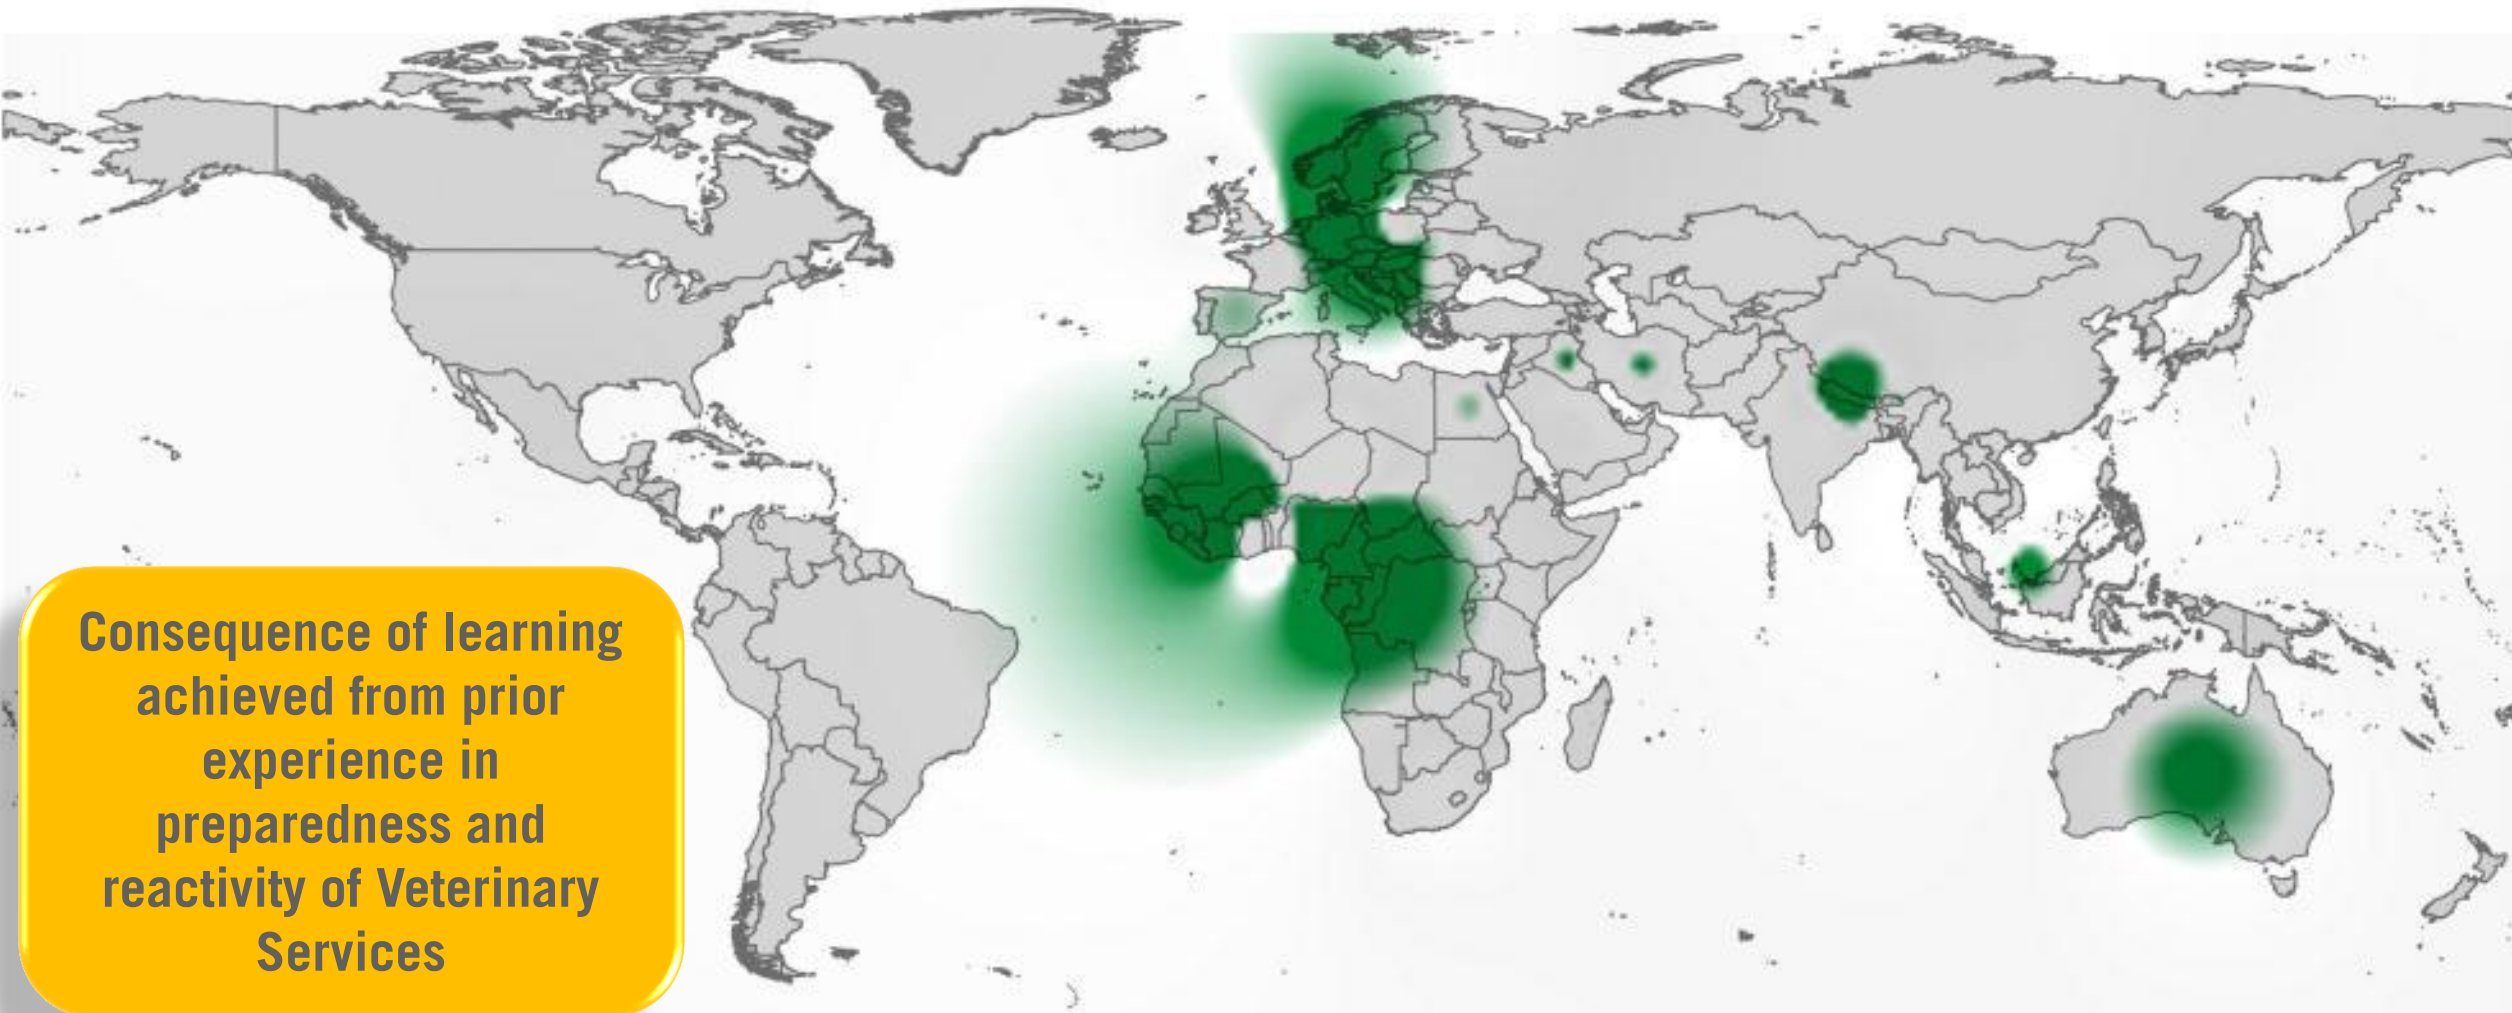 Consequence of learning
achieved from prior
experience in
preparedness and
reactivity of Veterinary
Services